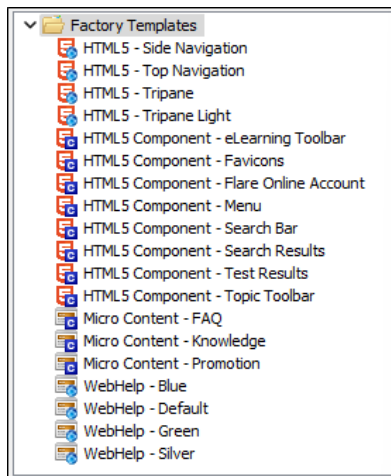 Factory Templates
HTML5 - Side Navigation
HTML5 - Top Navigation
HTML5 - Tripane
HTML5 - Tripane Light
HTML5 Component - eLearning Toolbar
HTML5 Component - Favicons
HTML5 Component - Flare Online Account
HTML5 Component - Menu
HTML5 Component - Search Bar
HTML5 Component - Search Results
HTML5 Component - Test Results
HTML5 Component - Topic Toolbar
Micro Content - FAQ
Micro Content - Knowledge
Micro Content - Promotion
WebHelp - Blue
WebHelp - Default
WebHelp - Green
WebHelp - Silver